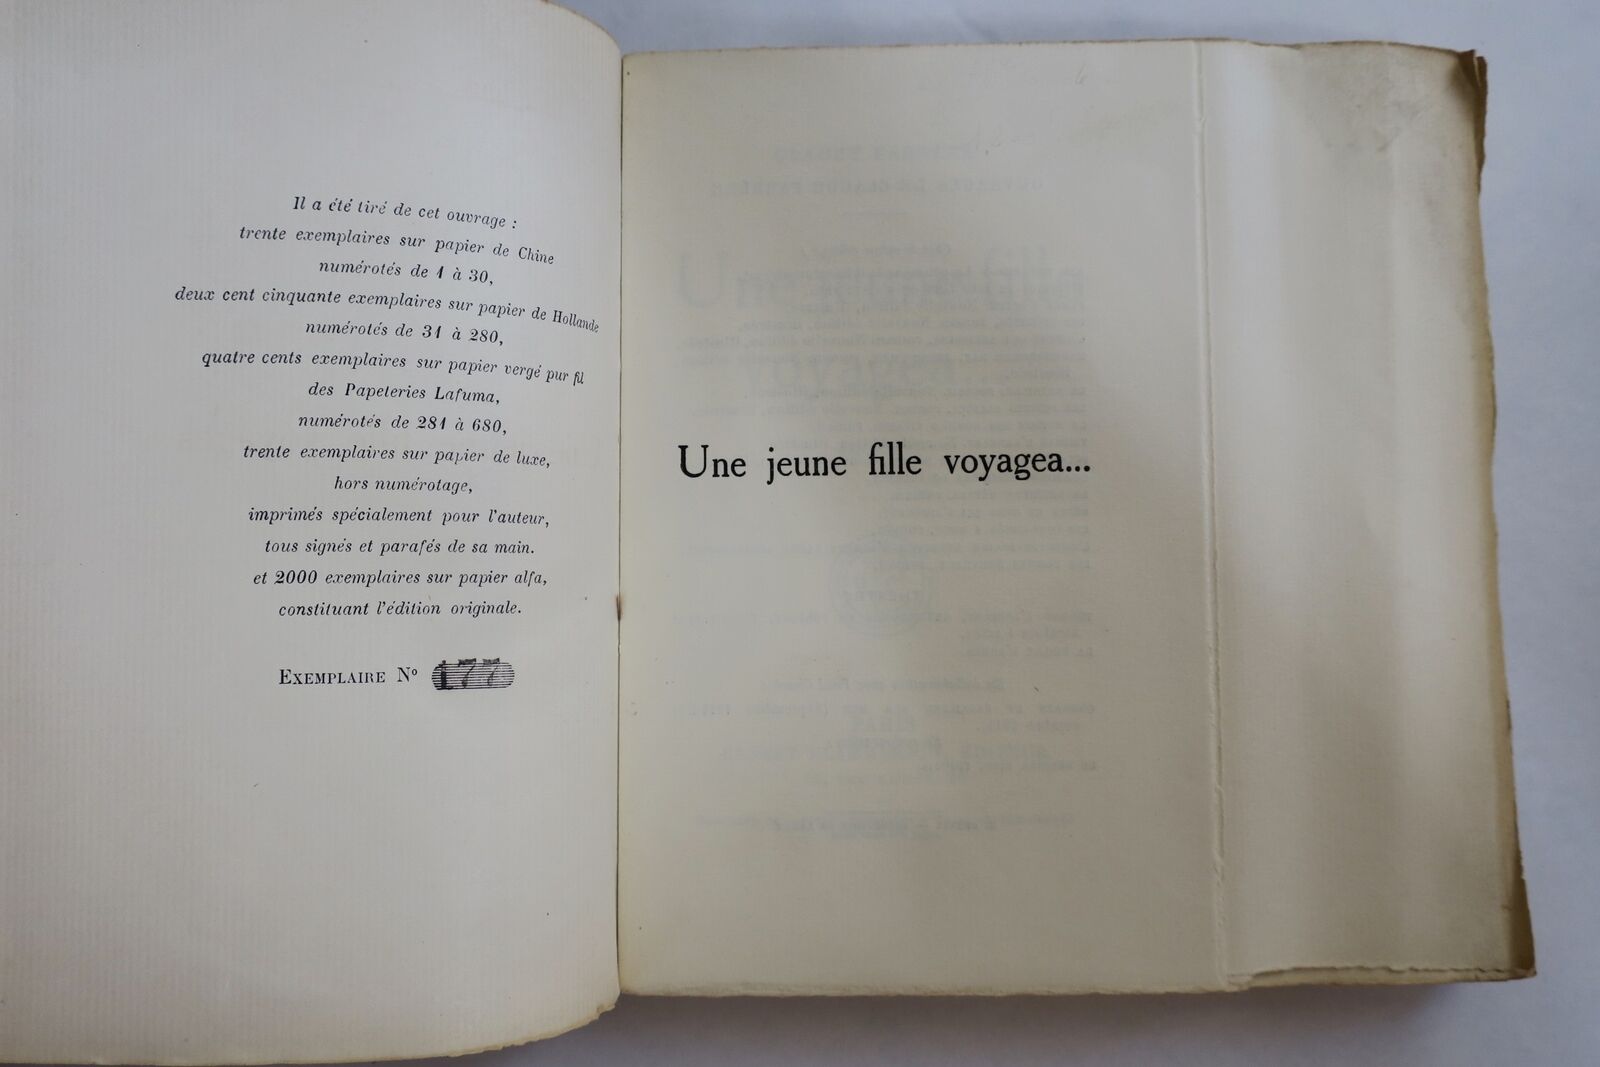 Il a été tiré de cet ouvrage :
trente exemplaires sur papier de Chine
numérotés de 1 à 30,
deux cent cinquante exemplaires sur papier de Hollande
numérotés de 31 à 280,
quatre cents exemplaires sur papier vergé pur fil
des Papeteries Lafuma,
numérotés de 281 à 680,
trente exemplaires sur papier de luxe,
hors numérotage,
imprimés spécialement pour l'auteur,
tous signés et parafés de sa main.
et 2000 exemplaires sur papier alfa,
constituant l'édition originale.
EXEMPLAIRE No 177
Une jeune fille voyagea...